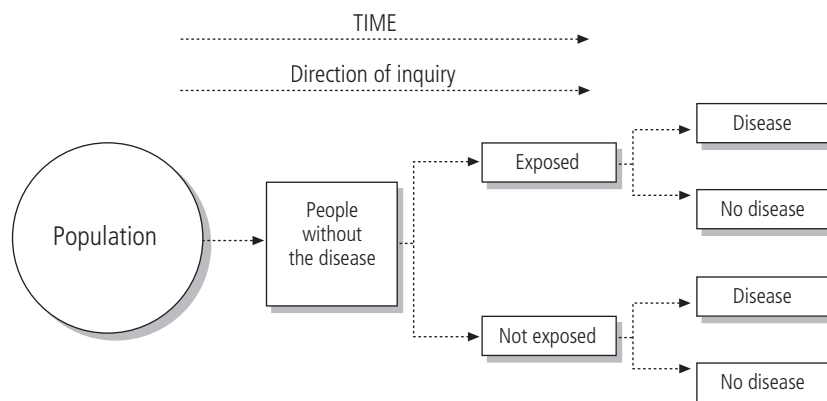 TIME
Direction of inquiry
Population
People
without
the disease
Exposed
Not exposed
Disease
No disease
Disease
No disease